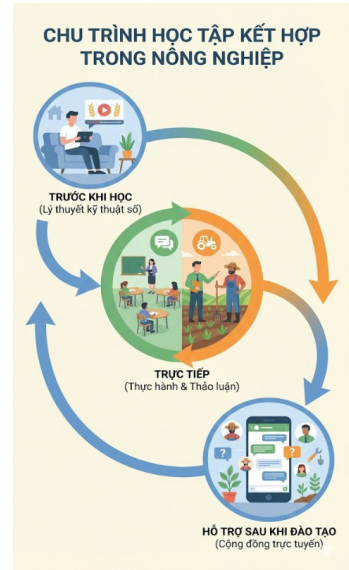 CHU TRÌNH HỌC TẬP KẾT HỢP
TRONG NÔNG NGHIỆP
TRƯỚC KHI HỌC
(Lý thuyết kỹ thuật số)
TRỰC TIẾP
(Thực hành & Thảo luận)
?
?
HỖ TRỢ SAU KHI ĐÀO TẠO
(Cộng đồng trực tuyến)